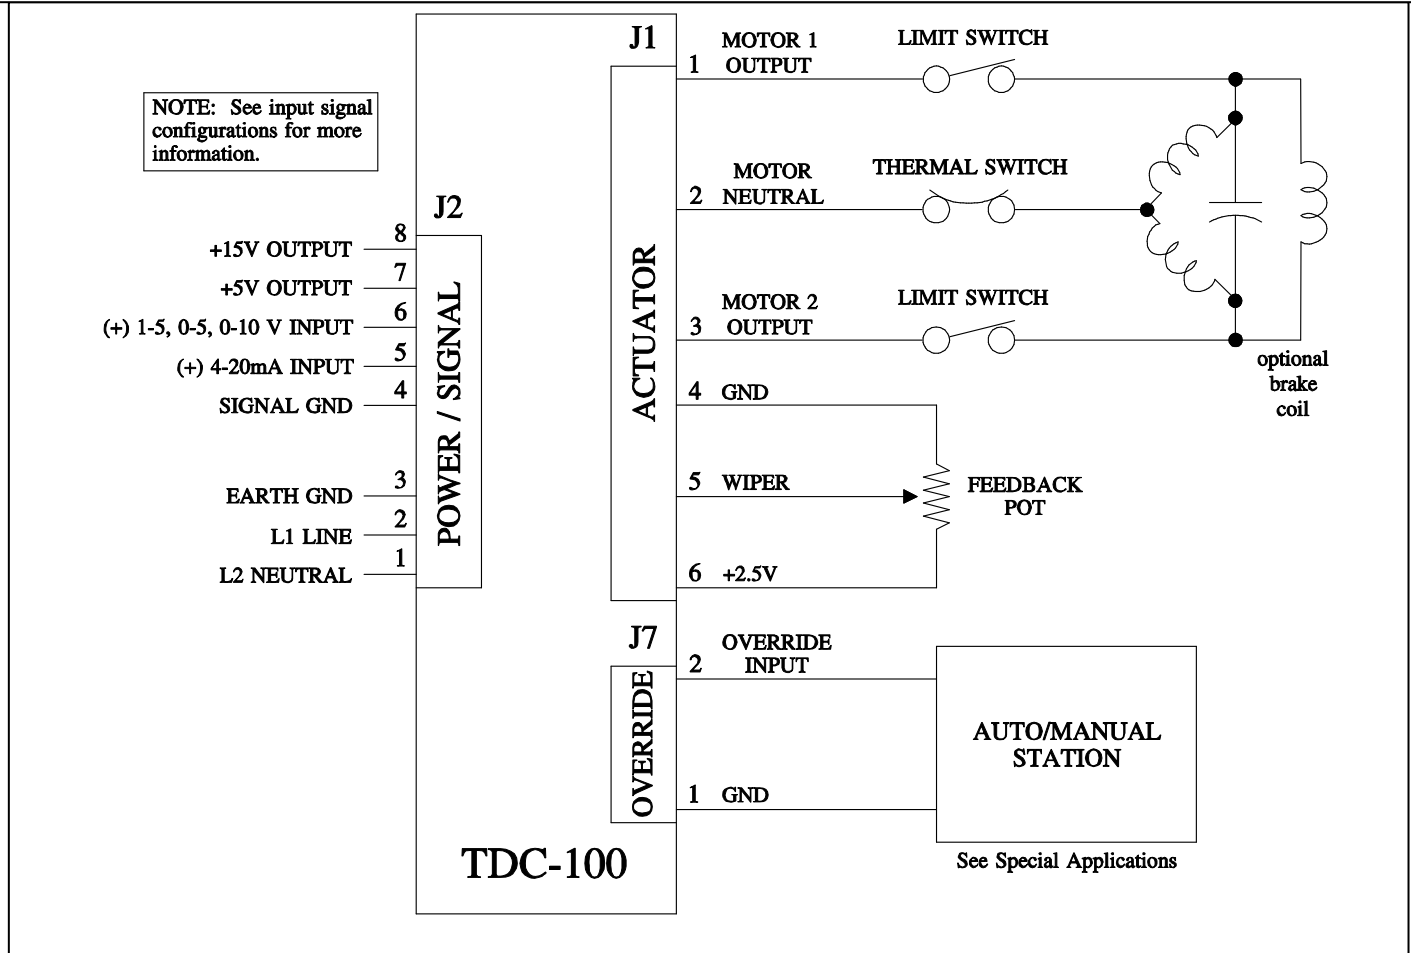 NOTE: See input signal
configurations for more
information.
J2
8
+15V OUTPUT
7
+5V OUTPUT
6
(+) 1-5, 0-5, 0-10 V INPUT
5
(+) 4-20mA INPUT
4
SIGNAL GND
3
EARTH GND
2
L1 LINE
1
L2 NEUTRAL
POWER / SIGNAL
J1
ACTUATOR
1
MOTOR 1
OUTPUT
LIMIT SWITCH
2
MOTOR
NEUTRAL
THERMAL SWITCH
3
MOTOR 2
OUTPUT
LIMIT SWITCH
optional
brake
coil
4
GND
5
WIPER
FEEDBACK
POT
6
+2.5V
J7
OVERRIDE
2
OVERRIDE
INPUT
1
GND
AUTO/MANUAL
STATION
See Special Applications
TDC-100